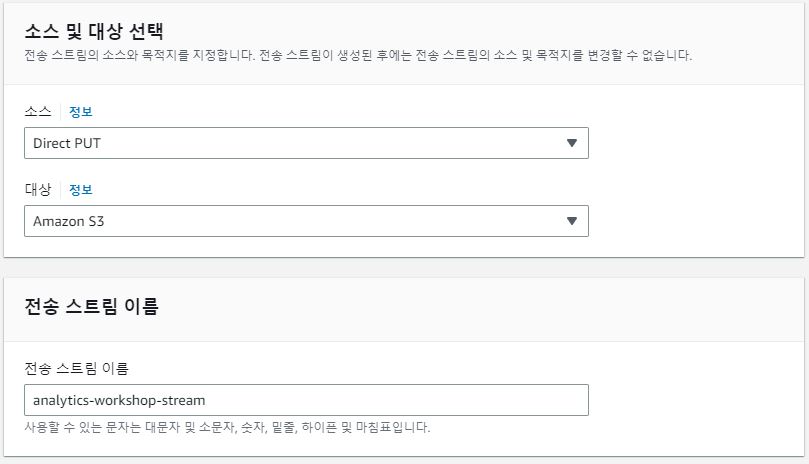 소스 및 대상 선택
전송 스트림의 소스와 목적지를 지정합니다. 전송 스트림이 생성된 후에는 전송 스트림의 소스 및 목적지를 변경할 수 없습니다.
소스 정보
Direct PUT
대상 정보
Amazon S3
전송 스트림 이름
전송 스트림 이름
analytics-workshop-stream
사용할 수 있는 문자는 대문자 및 소문자, 숫자, 밑줄, 하이픈 및 마침표입니다.